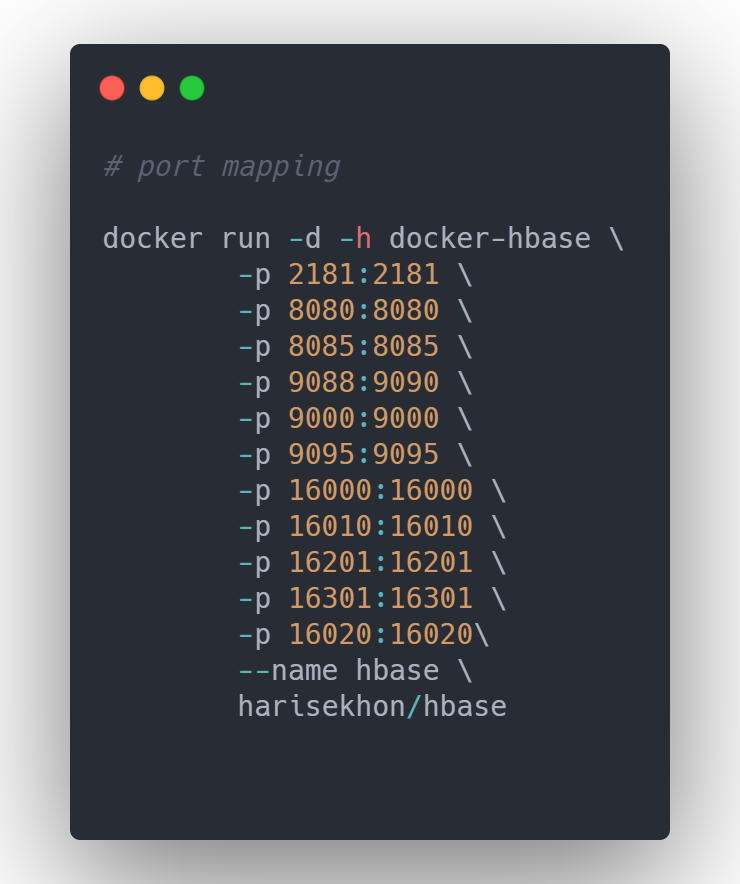 # port mapping
docker run -d -h docker-hbase \
-p 2181:2181 \
-p 8080:8080 \
-p 8085:8085 \
-p 9088:9090 \
-p 9000:9000 \
-p 9095:9095 \
-p 16000:16000 \
-p 16010:16010 \
-p 16201:16201 \
-p 16301:16301 \
-p 16020:16020\
--name hbase \
harisekhon/hbase